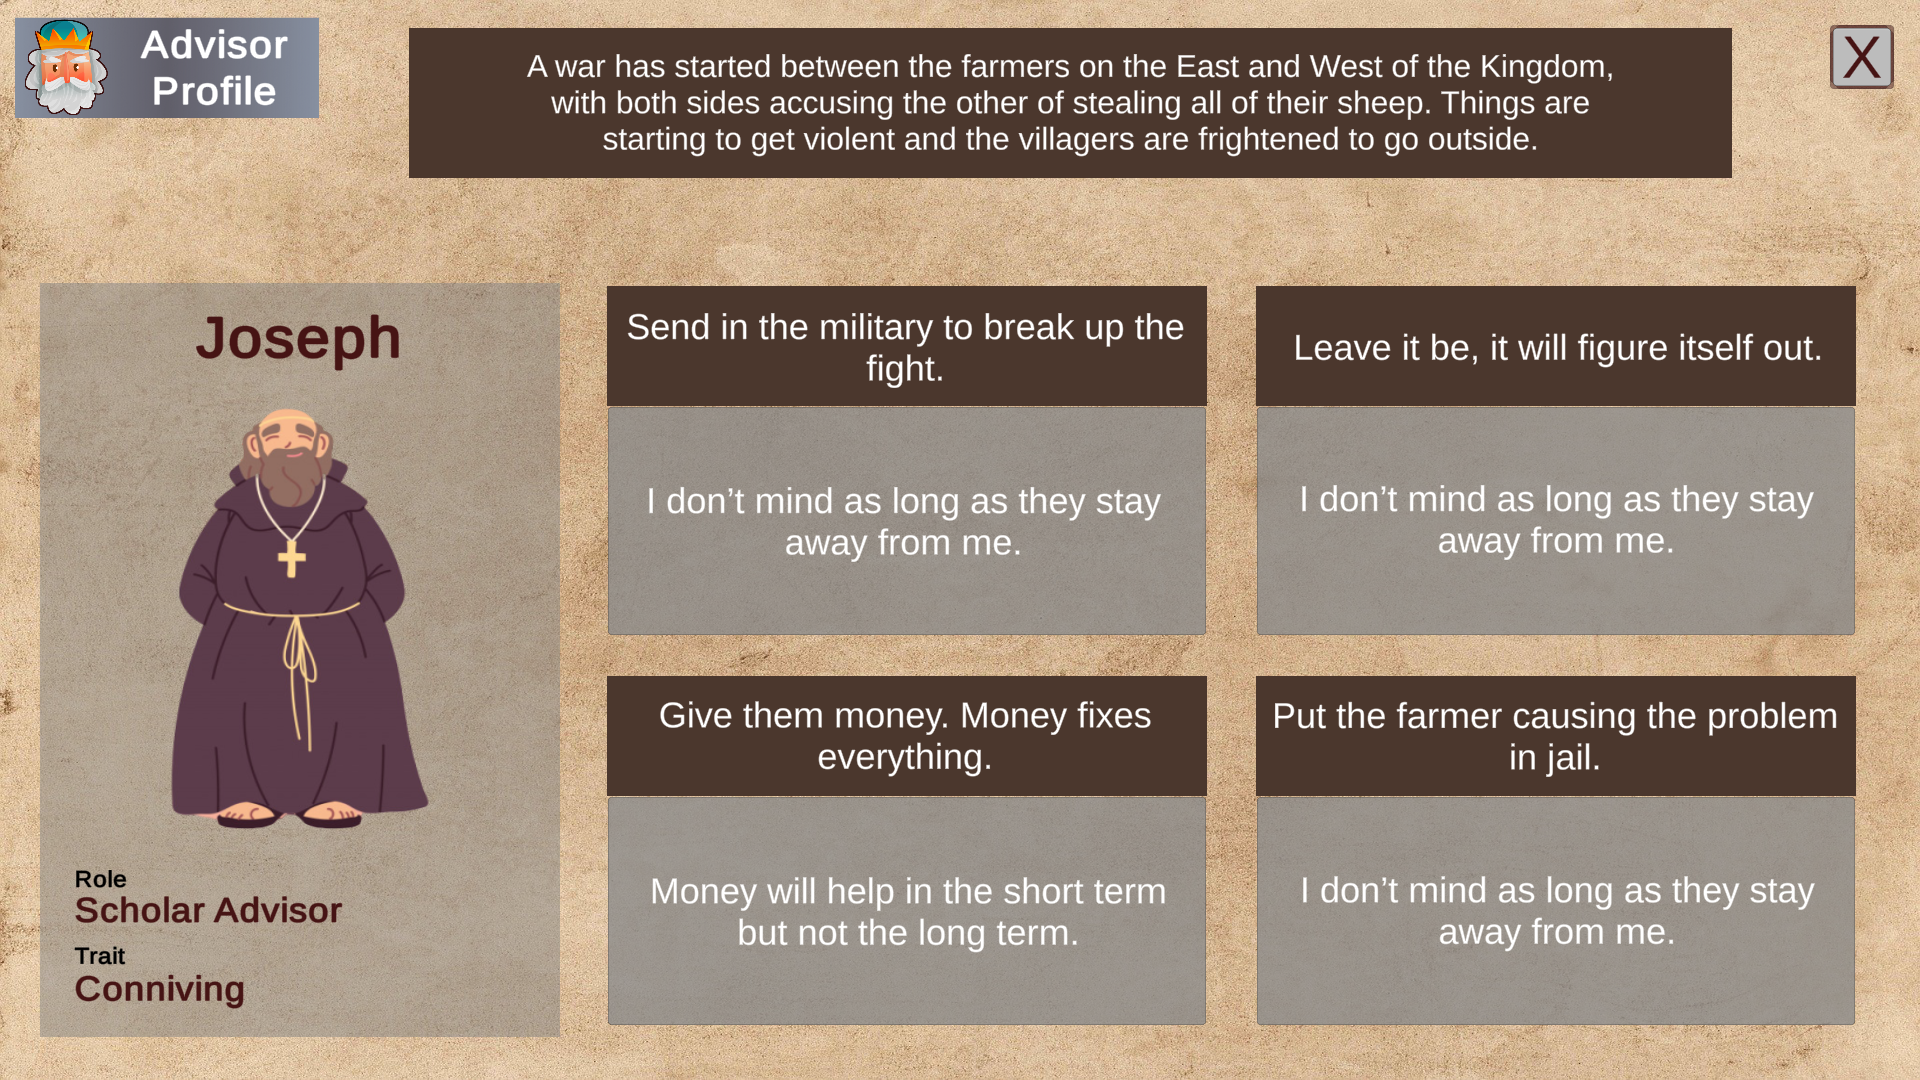 Advisor
Profile
A war has started between the farmers on the East and West of the Kingdom,
with both sides accusing the other of stealing all of their sheep. Things are
starting to get violent and the villagers are frightened to go outside.
X
Joseph
Role
Scholar Advisor
Trait
Conniving
Send in the military to break up the
fight.
I don’t mind as long as they stay
away from me.
Leave it be, it will figure itself out.
I don’t mind as long as they stay
away from me.
Give them money. Money fixes
everything.
Money will help in the short term
but not the long term.
Put the farmer causing the problem
in jail.
I don’t mind as long as they stay
away from me.